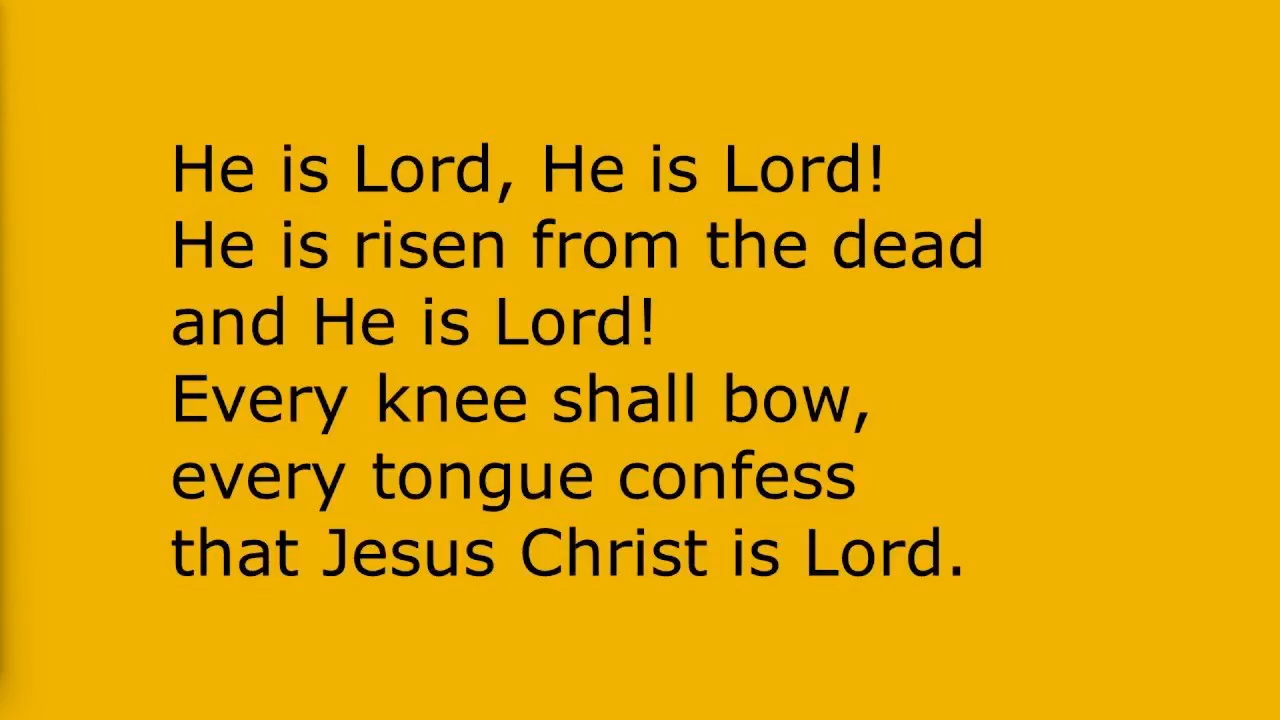 He is Lord, He is Lord!
He is risen from the dead
and He is Lord!
Every knee shall bow,
every tongue confess
that Jesus Christ is Lord.